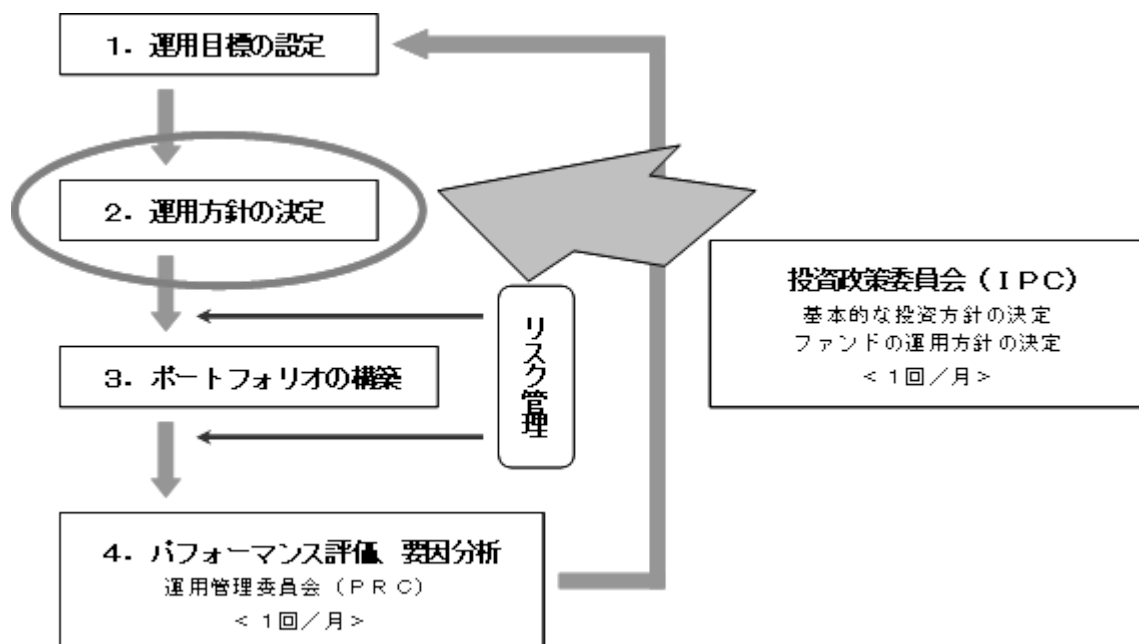 1．運用目標の設定
2．運用方針の決定
3．ポートフォリオの構築
4．パフォーマンス評価、要因分析
運用管理委員会（ＰＲＣ）
＜１回／月＞
リスク管理
投資政策委員会（ＩＰＣ）
基本的な投資方針の決定
ファンドの運用方針の決定
＜１回／月＞